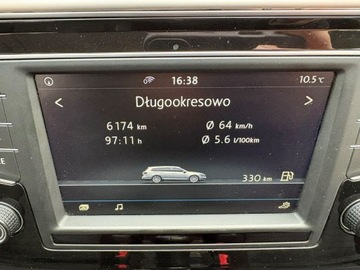 16:38
10.5 °C
< Długookresowo >
6174 km Ø 64 km/h
97:11 h Ø 5.6 l/100km
330 km